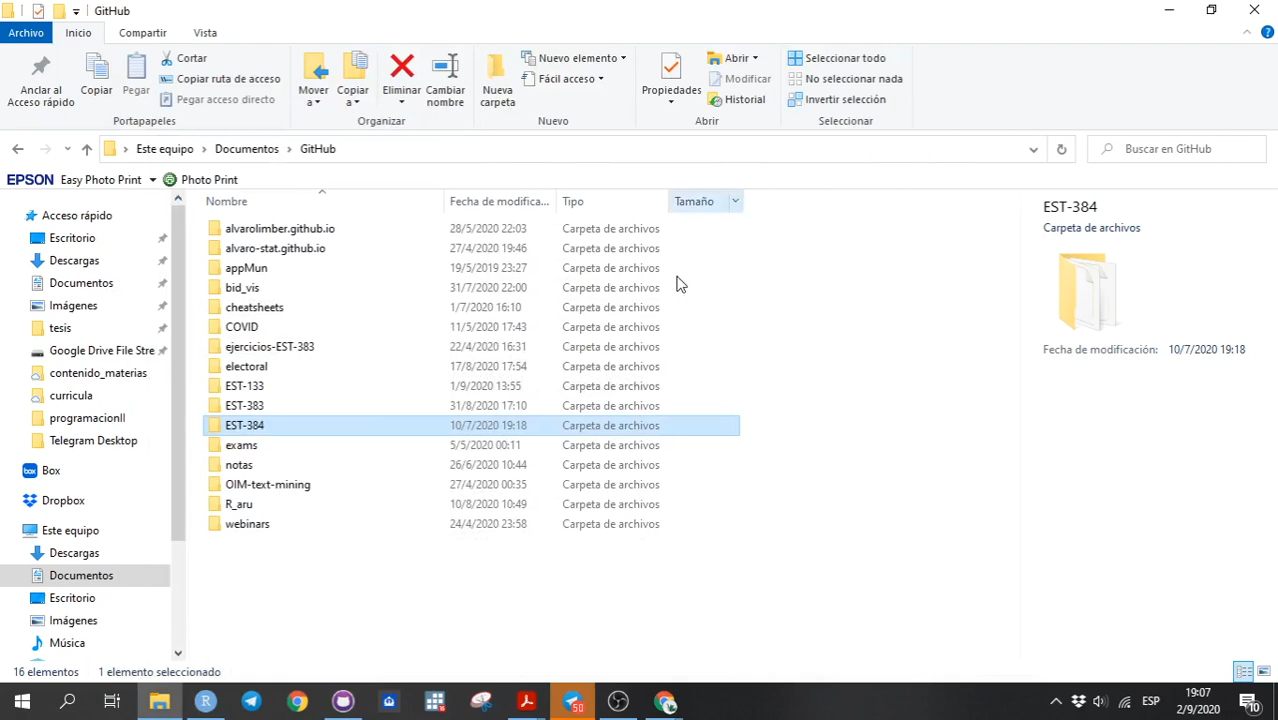 GitHub
Archivo Inicio Compartir Vista
Anclar al Acceso rápido
Copiar
Pegar
Cortar
Copiar ruta de acceso
Pegar acceso directo
Portapapeles
Mover a
Copiar a
Eliminar
Cambiar nombre
Organizar
Nueva carpeta
Nuevo elemento
Fácil acceso
Nuevo
Propiedades
Abrir
Modificar
Historial
Abrir
Seleccionar todo
No seleccionar nada
Invertir selección
Seleccionar
Este equipo > Documentos > GitHub
Buscar en GitHub
EPSON Easy Photo Print Photo Print
Acceso rápido
Escritorio
Descargas
Documentos
Imágenes
tesis
Google Drive File Stre
contenido_materias
curricula
programacionII
Telegram Desktop
Box
Dropbox
Este equipo
Descargas
Documentos
Escritorio
Imágenes
Música
Nombre Fecha de modifica... Tipo Tamaño
alvarolimber.github.io 28/5/2020 22:03 Carpeta de archivos
alvaro-stat.github.io 27/4/2020 19:46 Carpeta de archivos
appMun 19/5/2019 23:27 Carpeta de archivos
bid_vis 31/7/2020 22:00 Carpeta de archivos
cheatsheets 1/7/2020 16:10 Carpeta de archivos
COVID 11/5/2020 17:43 Carpeta de archivos
ejercicios-EST-383 22/4/2020 16:31 Carpeta de archivos
electoral 17/8/2020 17:54 Carpeta de archivos
EST-133 1/9/2020 13:55 Carpeta de archivos
EST-383 31/8/2020 17:10 Carpeta de archivos
EST-384 10/7/2020 19:18 Carpeta de archivos
exams 5/5/2020 00:11 Carpeta de archivos
notas 26/6/2020 10:44 Carpeta de archivos
OIM-text-mining 27/4/2020 00:35 Carpeta de archivos
R_aru 10/8/2020 10:49 Carpeta de archivos
webinars 24/4/2020 23:58 Carpeta de archivos
EST-384
Carpeta de archivos
Fecha de modificación: 10/7/2020 19:18
16 elementos 1 elemento seleccionado
50
ESP
19:07
2/9/2020
10